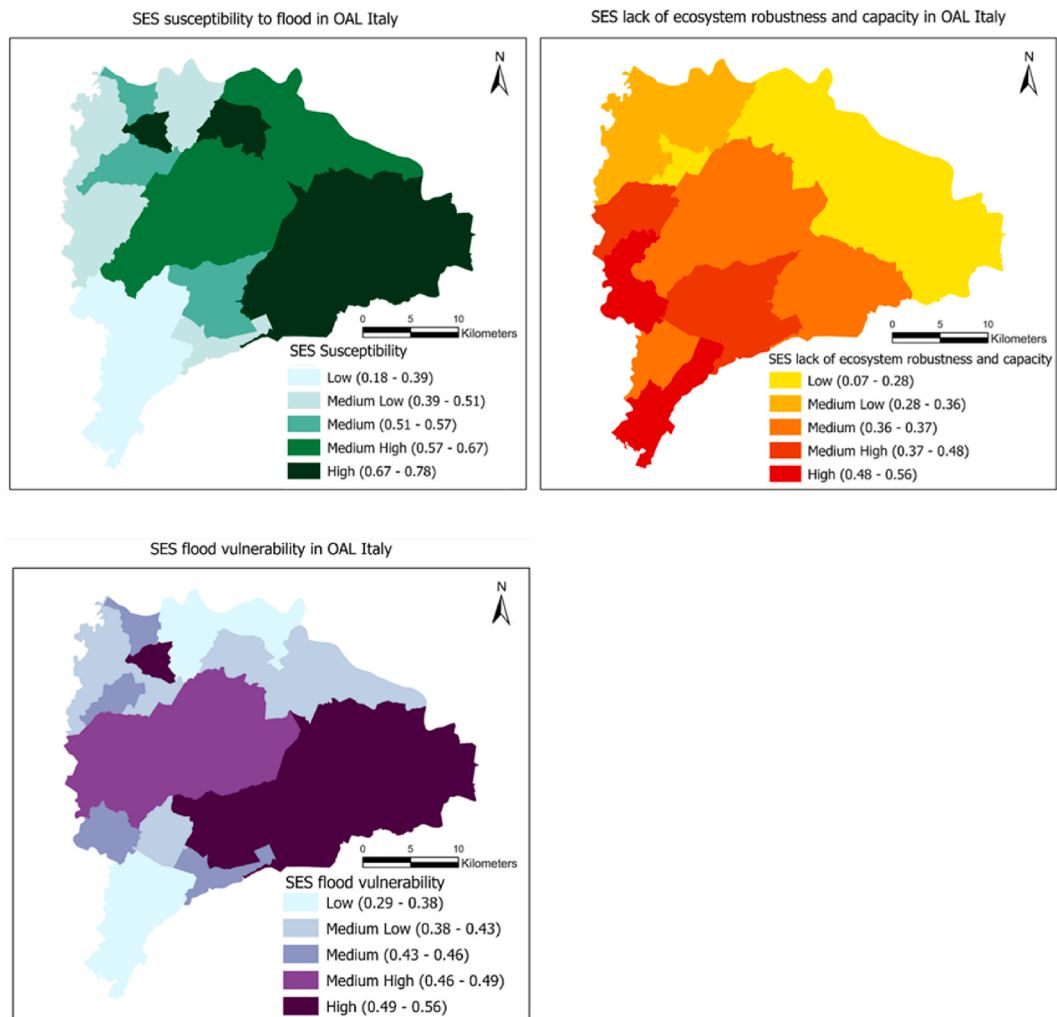 SES susceptibility to flood in OAL Italy
N
0 5 10
Kilometers
SES Susceptibility
Low (0.18 - 0.39)
Medium Low (0.39 - 0.51)
Medium (0.51 - 0.57)
Medium High (0.57 - 0.67)
High (0.67 - 0.78)
SES lack of ecosystem robustness and capacity in OAL Italy
N
0 5 10
Kilometers
SES lack of ecosystem robustness and capacity
Low (0.07 - 0.28)
Medium Low (0.28 - 0.36)
Medium (0.36 - 0.37)
Medium High (0.37 - 0.48)
High (0.48 - 0.56)
SES flood vulnerability in OAL Italy
N
0 5 10
Kilometers
SES flood vulnerability
Low (0.29 - 0.38)
Medium Low (0.38 - 0.43)
Medium (0.43 - 0.46)
Medium High (0.46 - 0.49)
High (0.49 - 0.56)